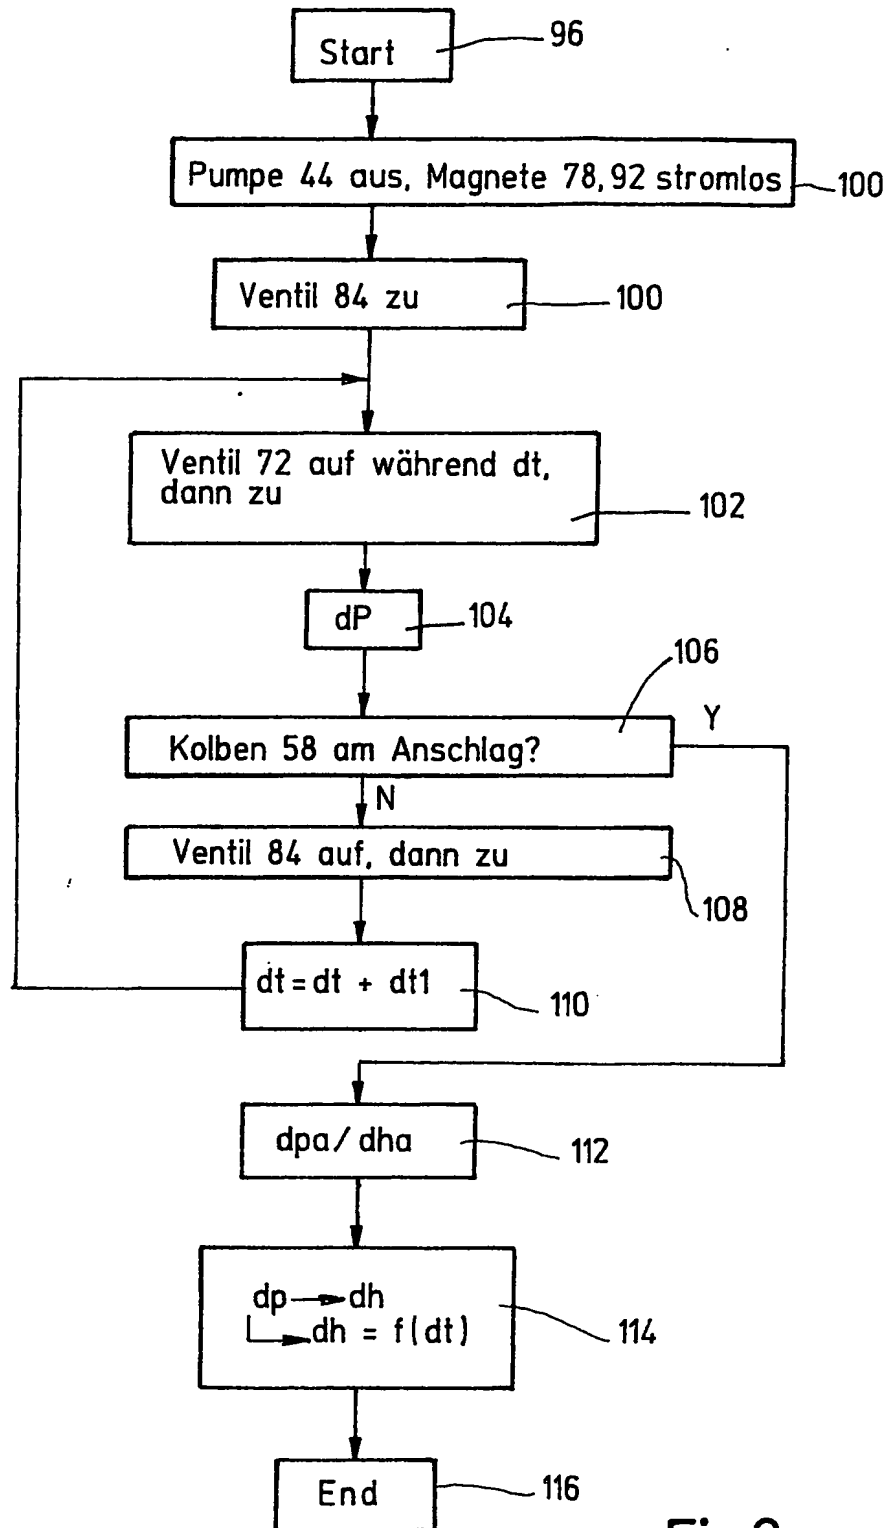 Start
96
Pumpe 44 aus, Magnete 78,92 stromlos
100
Ventil 84 zu
100
Ventil 72 auf während dt,
dann zu
102
dP
104
106
Kolben 58 am Anschlag?
Y
N
Ventil 84 auf, dann zu
108
dt = dt + dt1
110
dpa/dha
112
dp → dh
→ dh = f(dt)
114
End
116